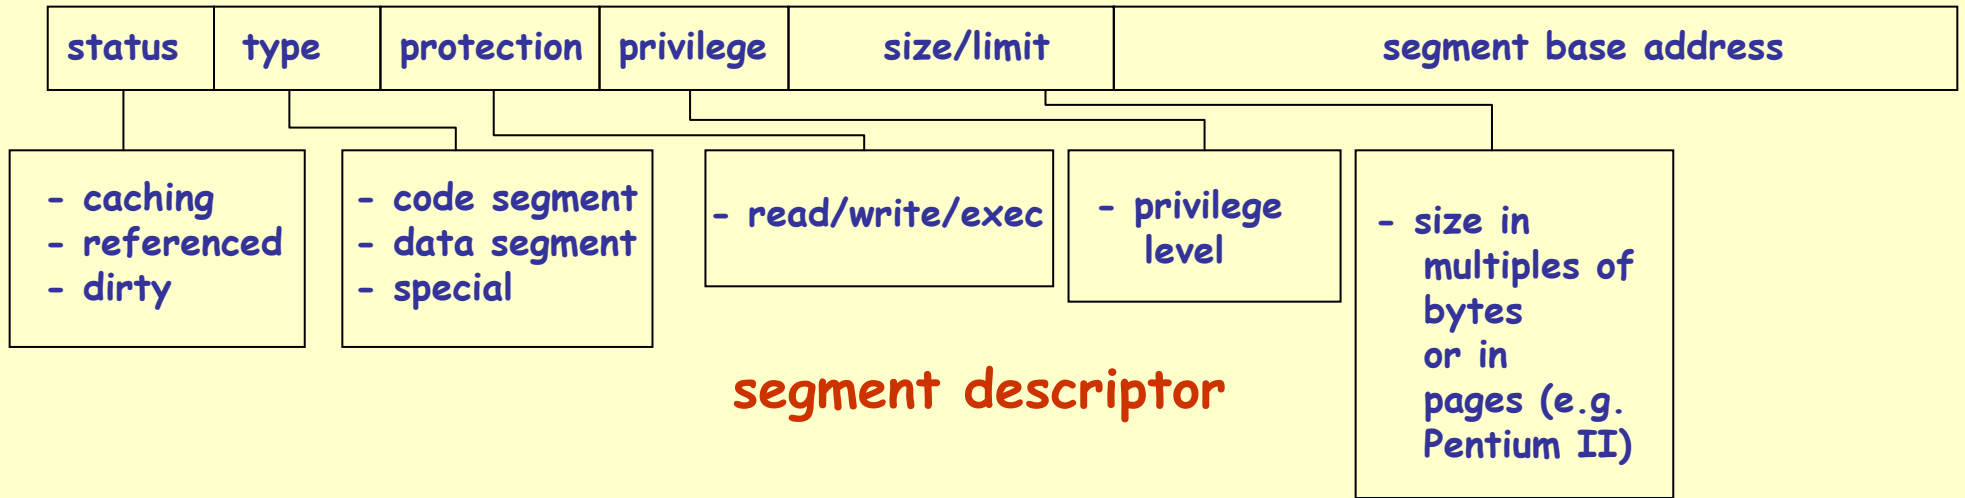 status type protection privilege size/limit segment base address
- caching
- referenced
- dirty
- code segment
- data segment
- special
- read/write/exec
- privilege
level
- size in
multiples of
bytes
or in
pages (e.g.
Pentium II)
segment descriptor